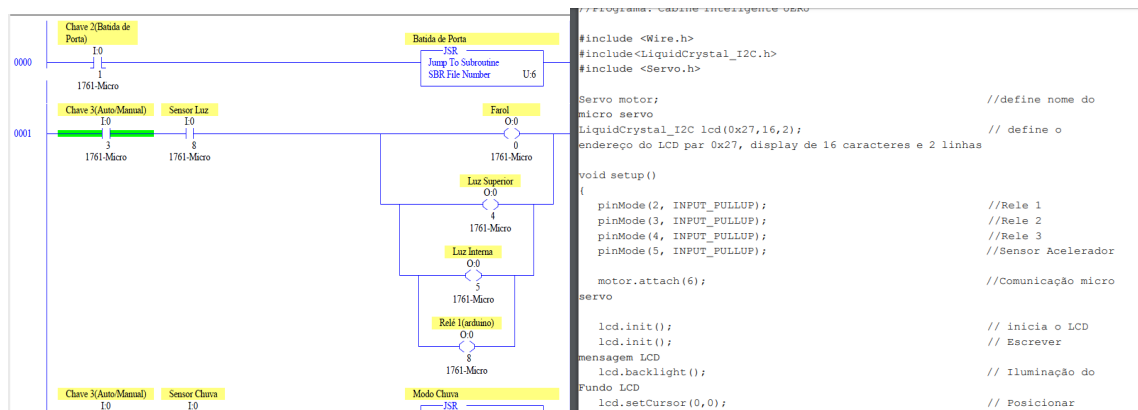 Chave 2(Batida de
Porta)
I:0
0000
1
1761-Micro
Batida de Porta
JSR
Jump To Subroutine
SBR File Number U:6
Chave 3(Auto/Manual) Sensor Luz
I:0 I:0
0001
3 8
1761-Micro 1761-Micro
Farol
O:0
0
1761-Micro
Luz Superior
O:0
4
1761-Micro
Luz Interna
O:0
5
1761-Micro
Relé 1(arduino)
O:0
8
1761-Micro
Chave 3(Auto/Manual) Sensor Chuva
I:0 I:0
Modo Chuva
JSR
//Programa: Cabine Inteligente
#include <Wire.h>
#include<LiquidCrystal_I2C.h>
#include <Servo.h>
Servo motor; //define nome do
micro servo
LiquidCrystal_I2C lcd(0x27,16,2); // define o
endereço do LCD par 0x27, display de 16 caracteres e 2 linhas
void setup()
{
pinMode(2, INPUT_PULLUP); //Rele 1
pinMode(3, INPUT_PULLUP); //Rele 2
pinMode(4, INPUT_PULLUP); //Rele 3
pinMode(5, INPUT_PULLUP); //Sensor Acelerador
motor.attach(6); //Comunicação micro
servo
lcd.init(); // inicia o LCD
lcd.init(); // Escrever
mensagem LCD
lcd.backlight(); // Iluminação do
Fundo LCD
lcd.setCursor(0,0); // Posicionar